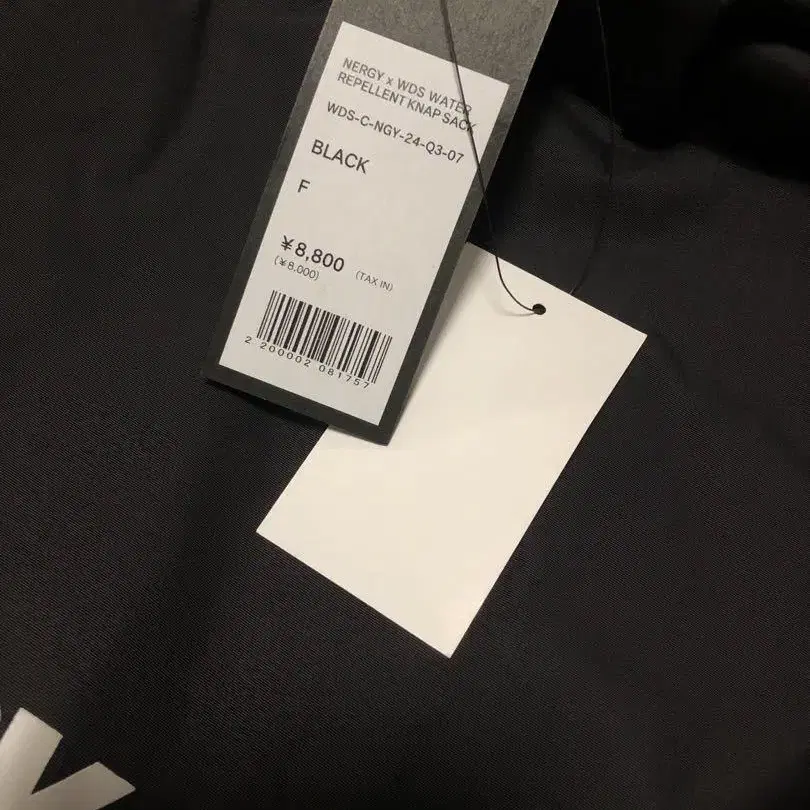 NERGY x WDS WATER
REPELLENT KNAP SACK
WDS-C-NGY-24-Q3-07
BLACK
F
¥8,800
(¥8,000) (TAX IN)
2 200002 081757
Y